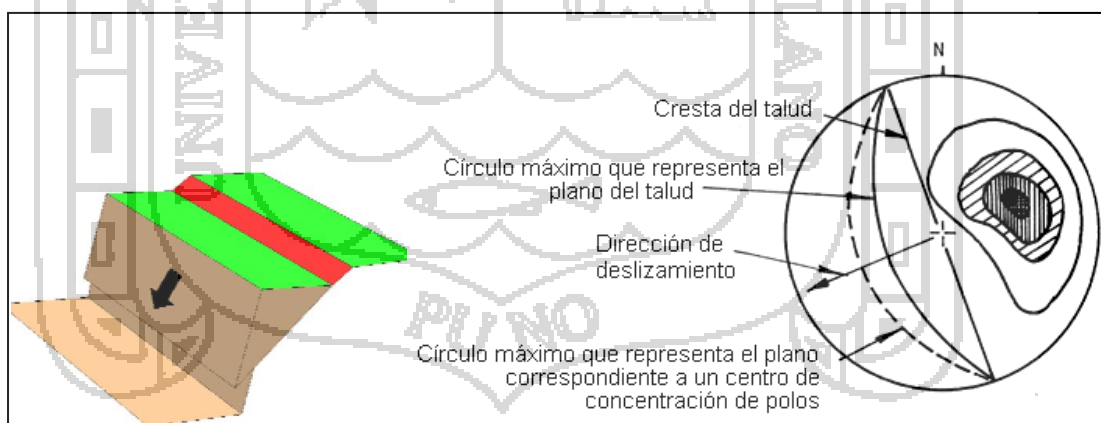 N
Cresta del talud
Círculo máximo que representa el
plano del talud
Dirección de
deslizamiento
Círculo máximo que representa el plano
correspondiente a un centro de
concentración de polos
PUNO